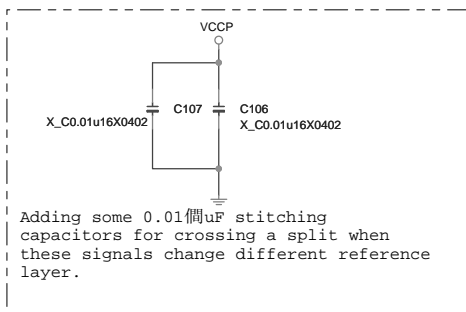 VCCP
C107 C106
X_C0.01u16X0402 X_C0.01u16X0402
Adding some 0.01僴uF stitching
capacitors for crossing a split when
these signals change different reference
layer.